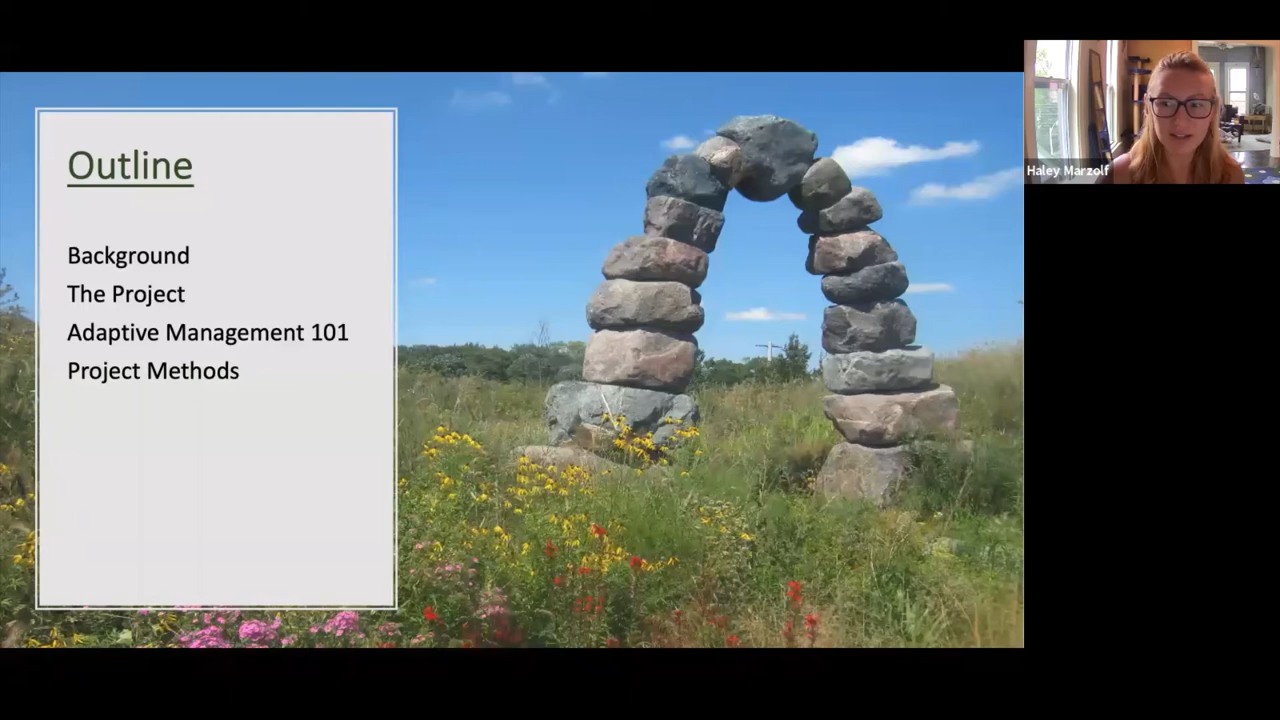 Outline
Background
The Project
Adaptive Management 101
Project Methods
Haley Marzolf